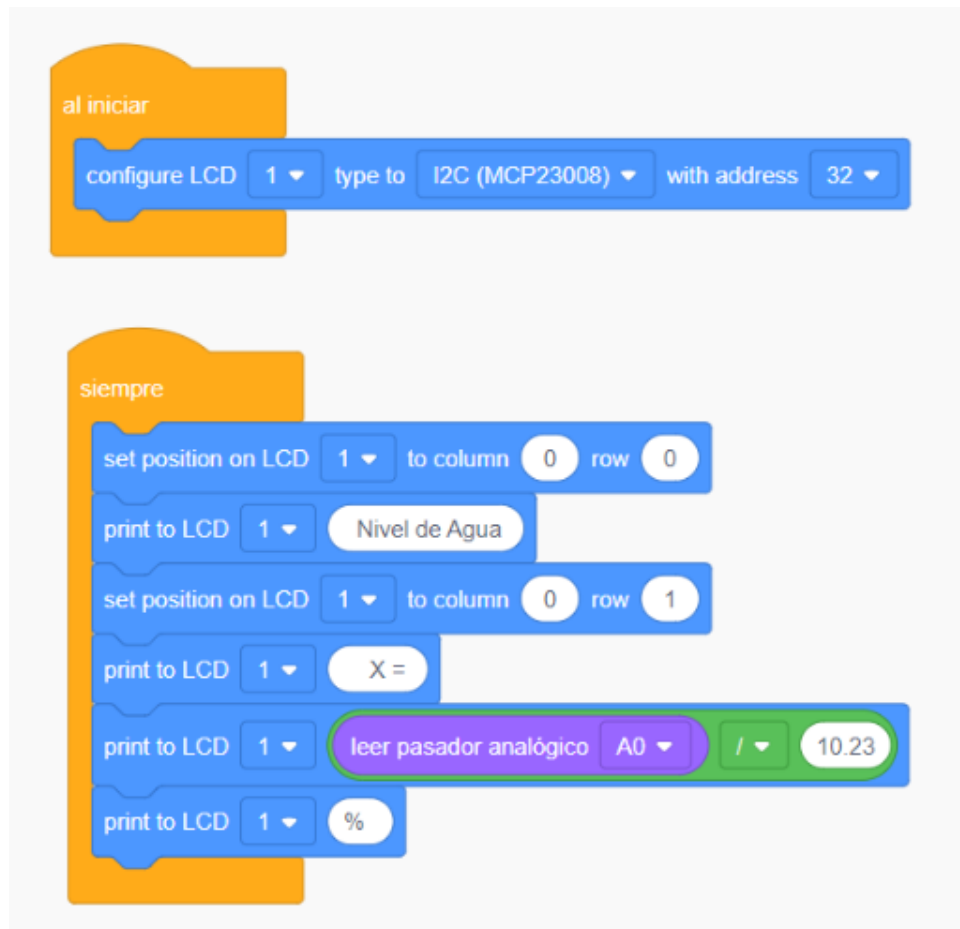 al iniciar
configure LCD 1 type to I2C (MCP23008) with address 32
siempre
set position on LCD 1 to column 0 row 0
print to LCD 1 Nivel de Agua
set position on LCD 1 to column 0 row 1
print to LCD 1 X =
print to LCD 1 leer pasador analógico A0 / 10.23
print to LCD 1 %